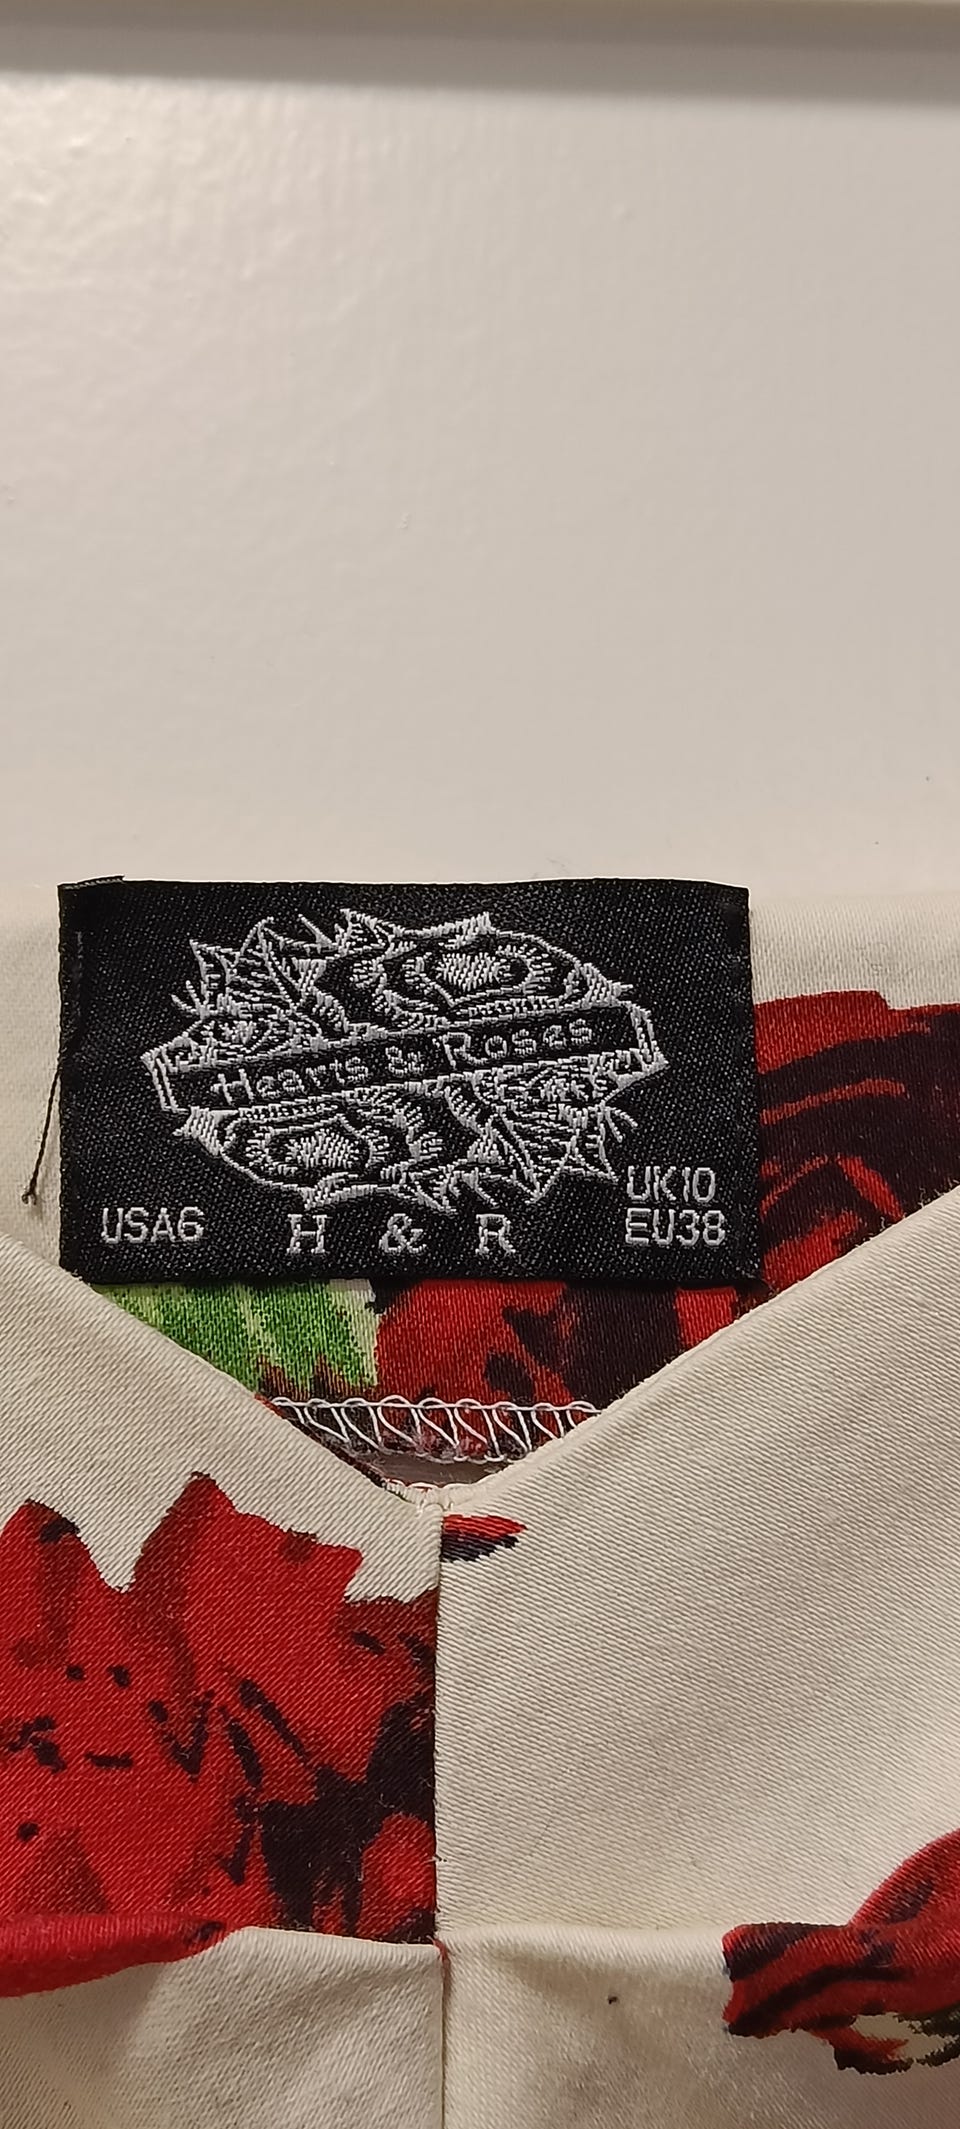 Hearts & Roses
UK10
USA6 H & R EU38